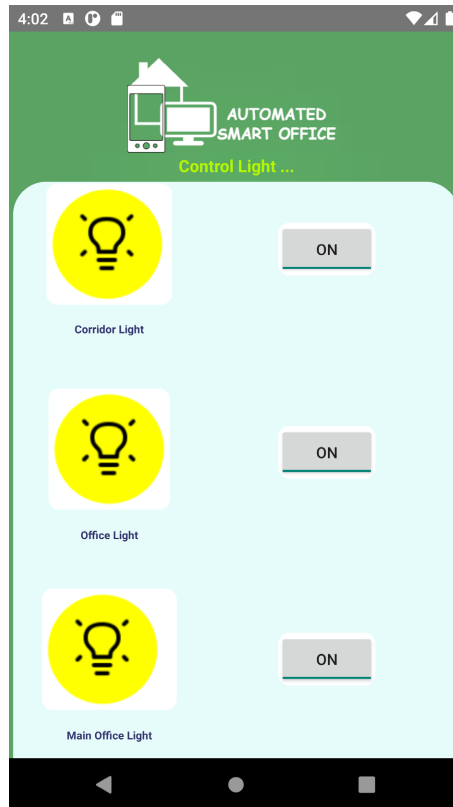 4:02
AUTOMATED
SMART OFFICE
Control Light ...
ON
Corridor Light
ON
Office Light
ON
Main Office Light